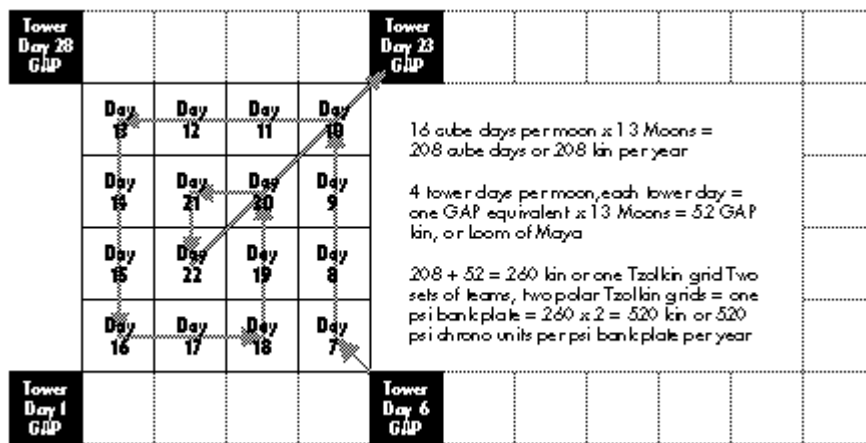 Tower
Day 28
GAP
Tower
Day 23
GAP
Day
13
Day
12
Day
11
Day
10
16 cube days per moon x 13 Moons =
208 cube days or 208 kin per year
Day
14
Day
21
Day
20
Day
9
4 tower days per moon,each tower day =
one GAP equivalent x 13 Moons = 52 GAP
kin, or Loom of Maya
Day
15
Day
22
Day
19
Day
8
208 + 52 = 260 kin or one Tzolkin grid Two
sets of teams, two polar Tzolkin grids = one
psi bank plate = 260 x 2 = 520 kin or 520
psi chrono units per psi bank plate per year
Day
16
Day
17
Day
18
Day
7
Tower
Day 1
GAP
Tower
Day 6
GAP